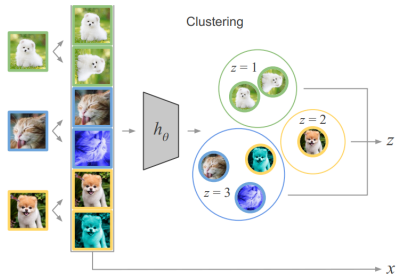 Clustering
z = 1
z = 2
h_θ
z
z = 3
x